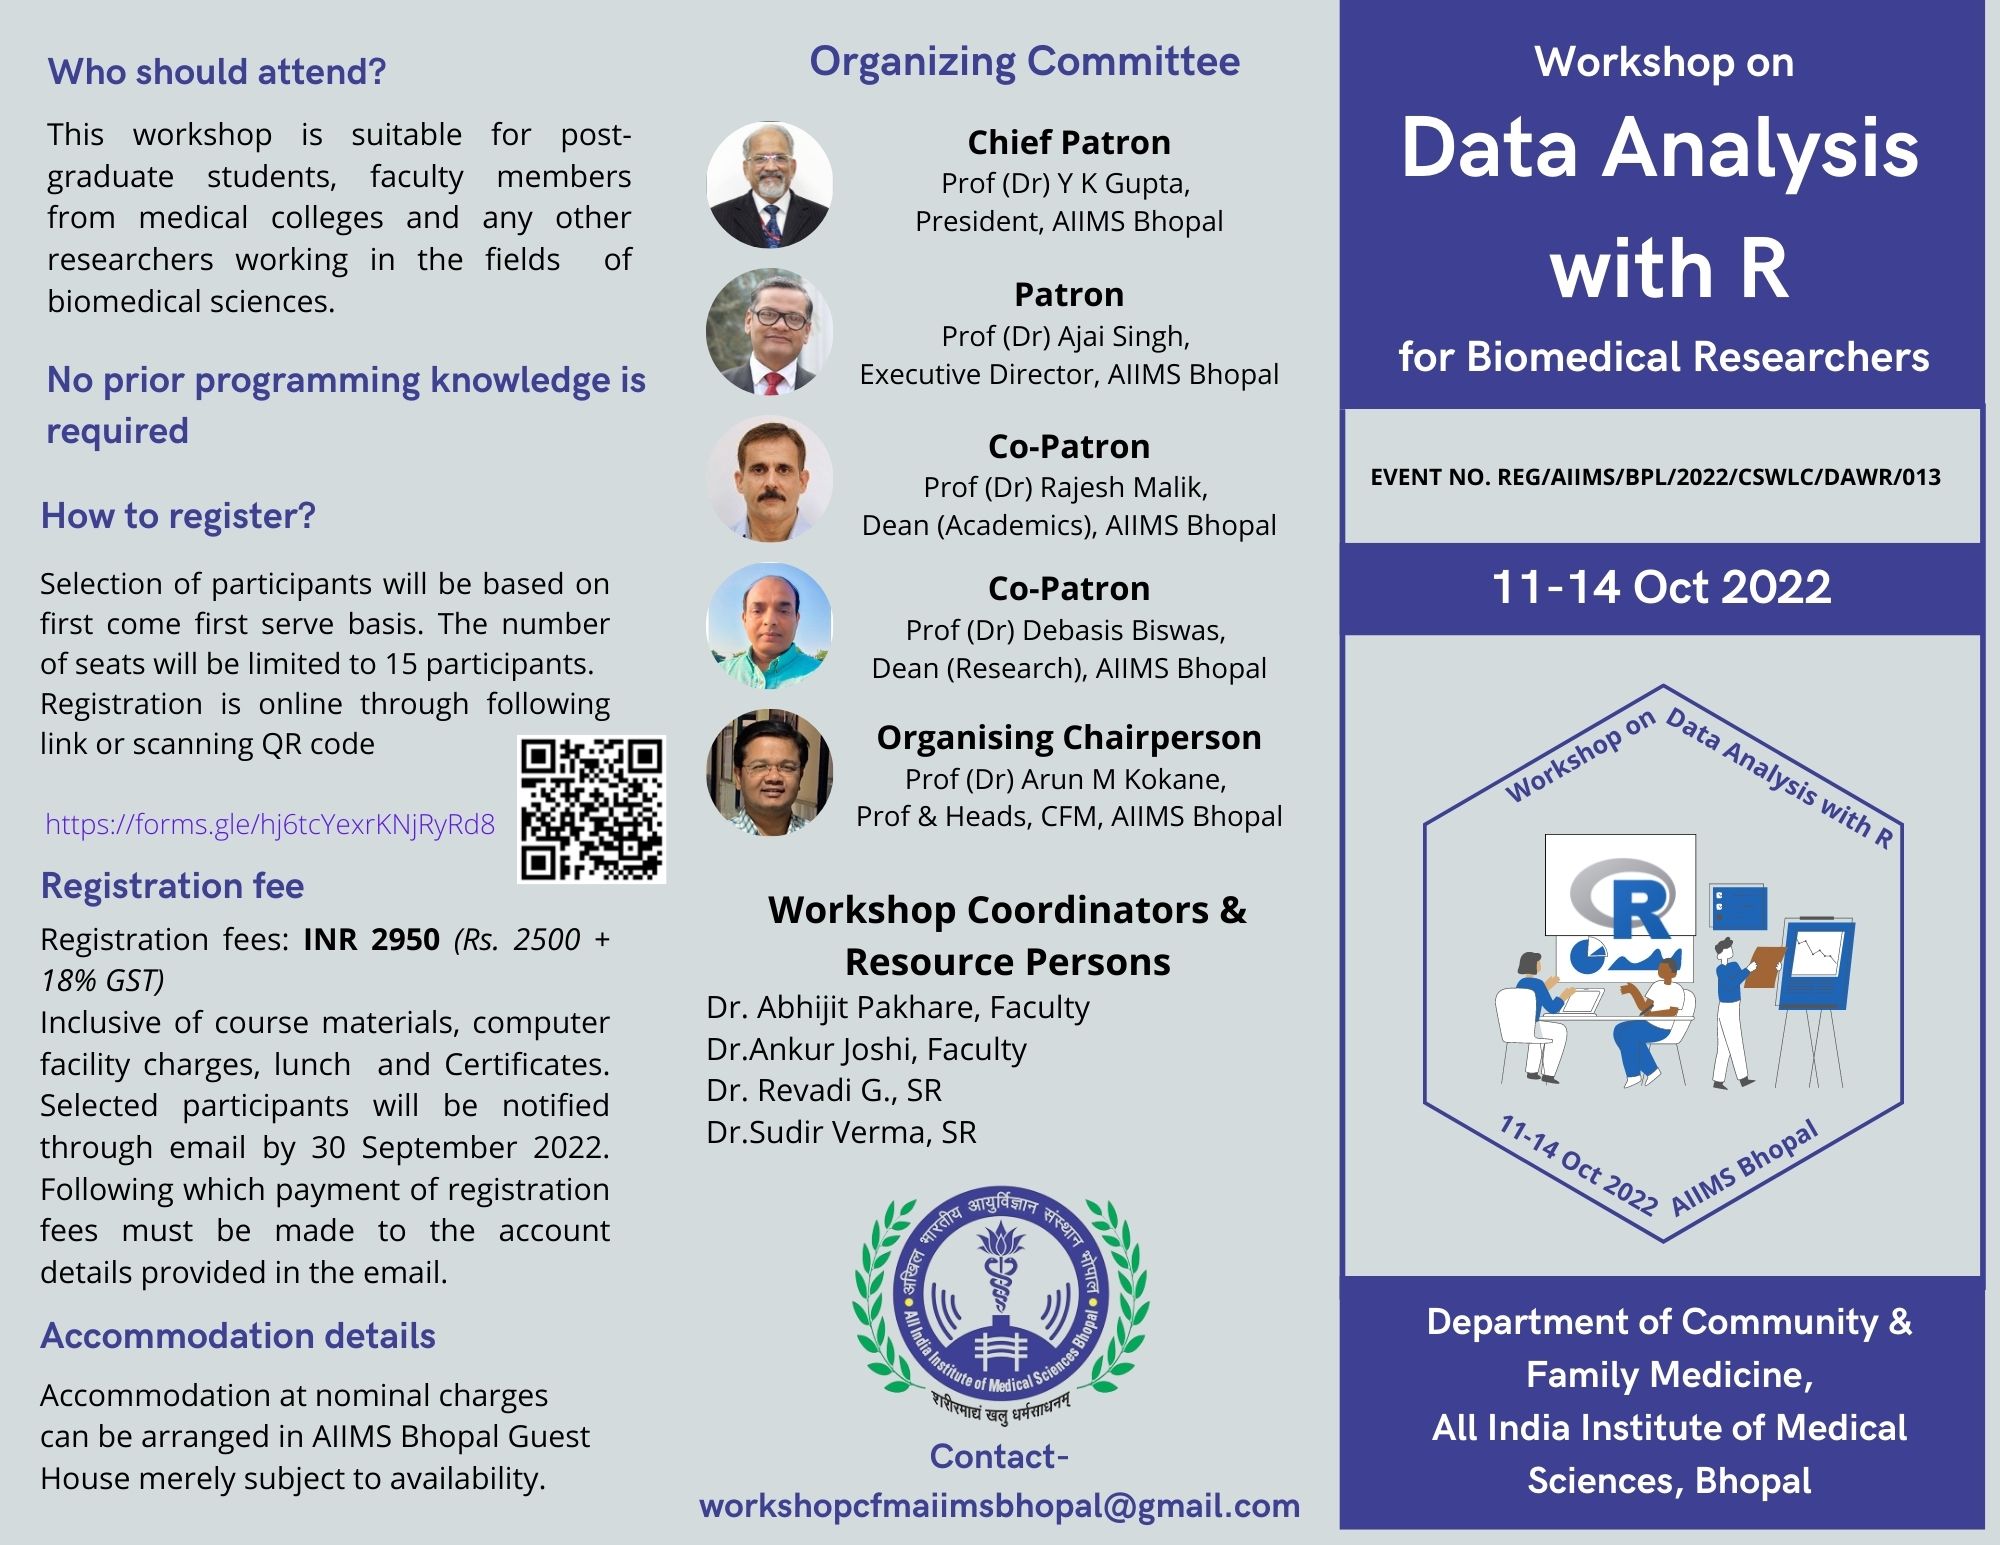 Who should attend?
This workshop is suitable for post-
graduate students, faculty members
from medical colleges and any other
researchers working in the fields of
biomedical sciences.
No prior programming knowledge is
required
How to register?
Selection of participants will be based on
first come first serve basis. The number
of seats will be limited to 15 participants.
Registration is online through following
link or scanning QR code
https://forms.gle/hj6tcYexrKNjRyRd8
Registration fee
Registration fees: INR 2950 (Rs. 2500 +
18% GST)
Inclusive of course materials, computer
facility charges, lunch and Certificates.
Selected participants will be notified
through email by 30 September 2022.
Following which payment of registration
fees must be made to the account
details provided in the email.
Accommodation details
Accommodation at nominal charges
can be arranged in AIIMS Bhopal Guest
House merely subject to availability.
Organizing Committee
Chief Patron
Prof (Dr) Y K Gupta,
President, AIIMS Bhopal
Patron
Prof (Dr) Ajai Singh,
Executive Director, AIIMS Bhopal
Co-Patron
Prof (Dr) Rajesh Malik,
Dean (Academics), AIIMS Bhopal
Co-Patron
Prof (Dr) Debasis Biswas,
Dean (Research), AIIMS Bhopal
Organising Chairperson
Prof (Dr) Arun M Kokane,
Prof & Heads, CFM, AIIMS Bhopal
Workshop Coordinators &
Resource Persons
Dr. Abhijit Pakhare, Faculty
Dr.Ankur Joshi, Faculty
Dr. Revadi G., SR
Dr.Sudir Verma, SR
अखिल भारतीय आयुर्विज्ञान संस्थान भोपाल
All India Institute of Medical Sciences Bhopal
शरीरमाद्यं खलु धर्मसाधनम्
Contact-
workshopcfmaiimsbhopal@gmail.com
Workshop on
Data Analysis
with R
for Biomedical Researchers
EVENT NO. REG/AIIMS/BPL/2022/CSWLC/DAWR/013
11-14 Oct 2022
Workshop on Data Analysis with R
R
11-14 Oct 2022 AIIMS Bhopal
Department of Community &
Family Medicine,
All India Institute of Medical
Sciences, Bhopal